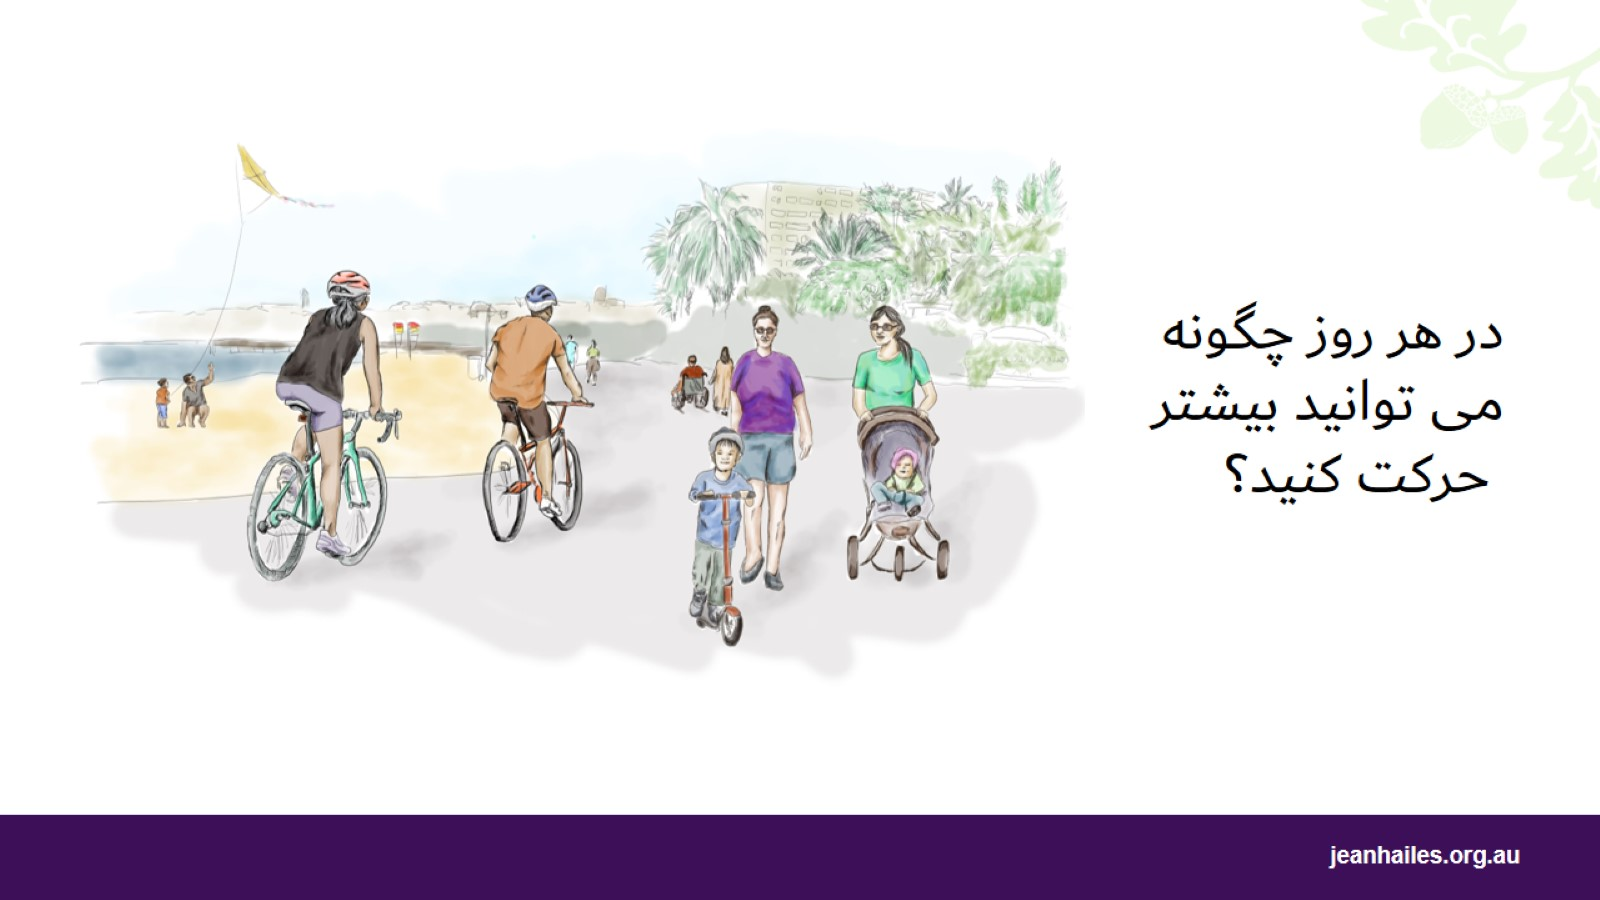 در هر روز چگونه
می توانید بیشتر
حرکت کنید؟
jeanhailes.org.au